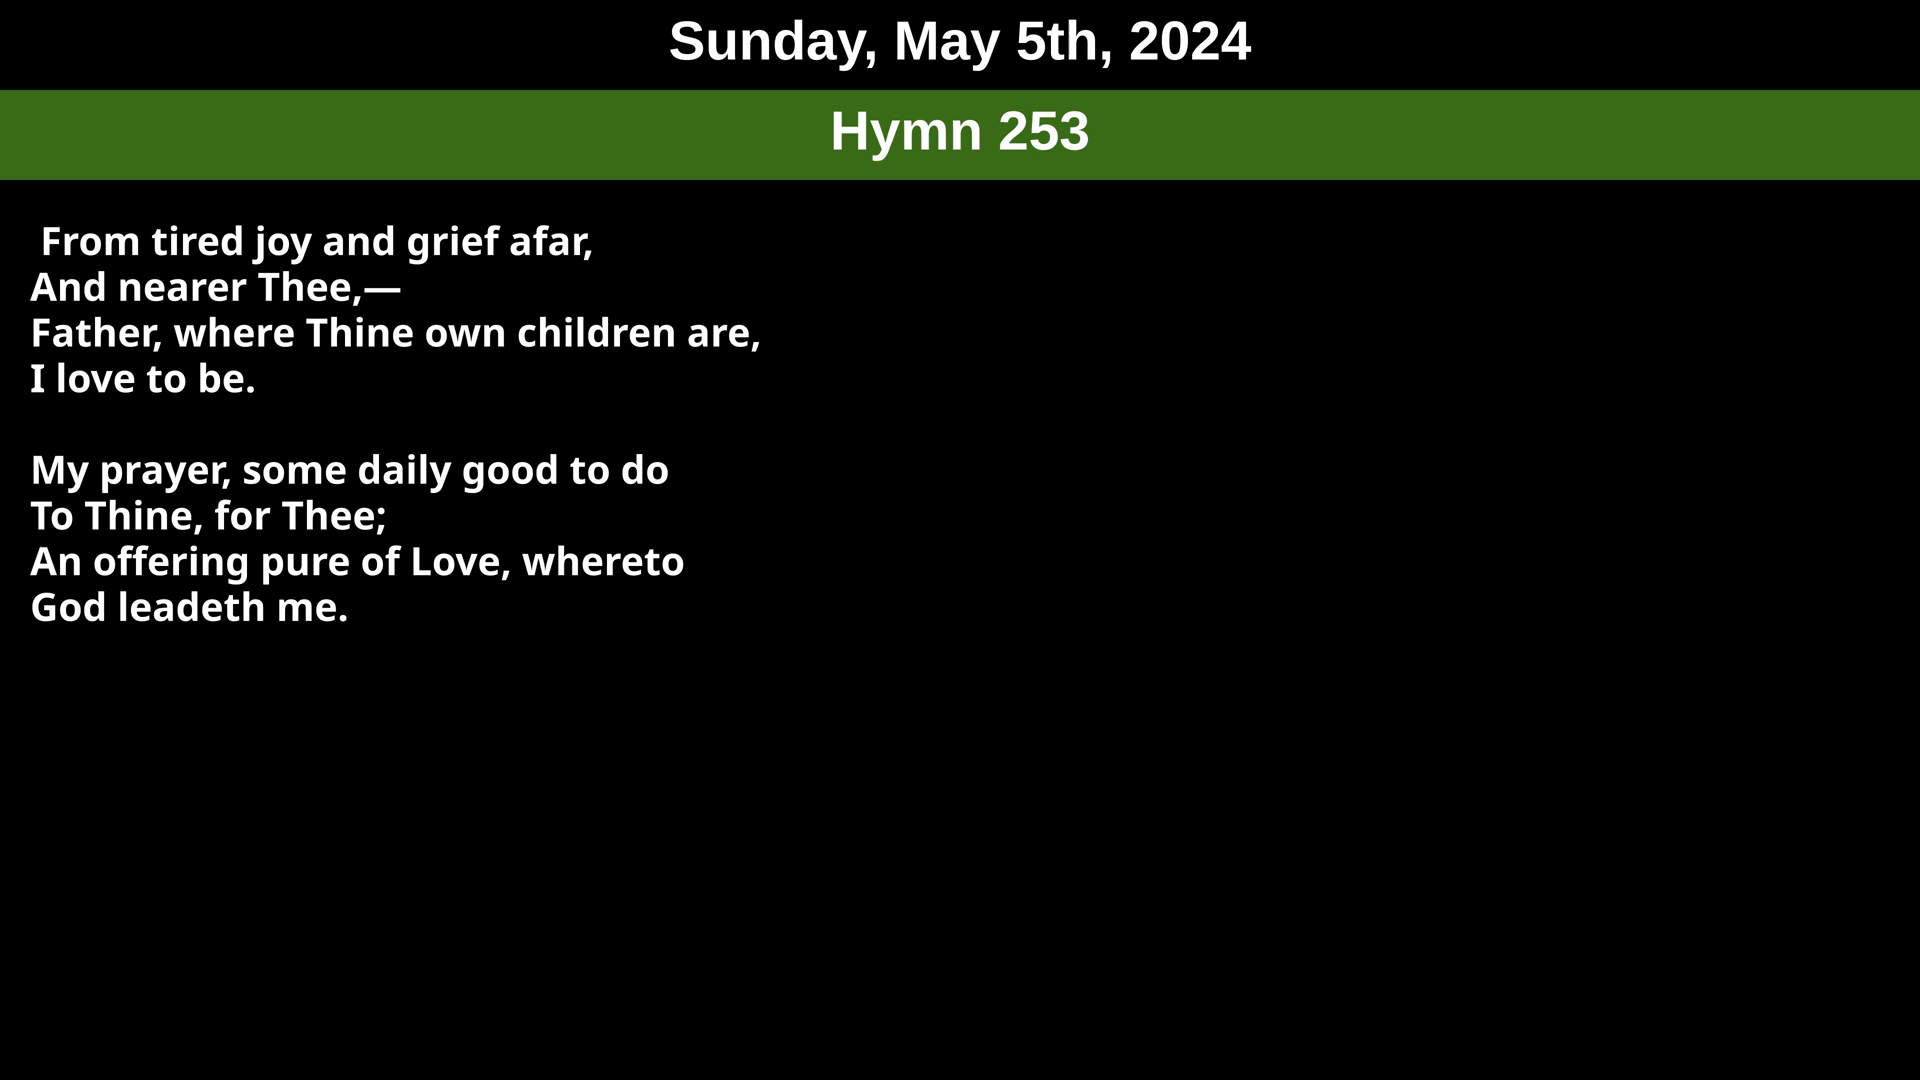 Sunday, May 5th, 2024
Hymn 253
From tired joy and grief afar,
And nearer Thee,—
Father, where Thine own children are,
I love to be.
My prayer, some daily good to do
To Thine, for Thee;
An offering pure of Love, whereto
God leadeth me.